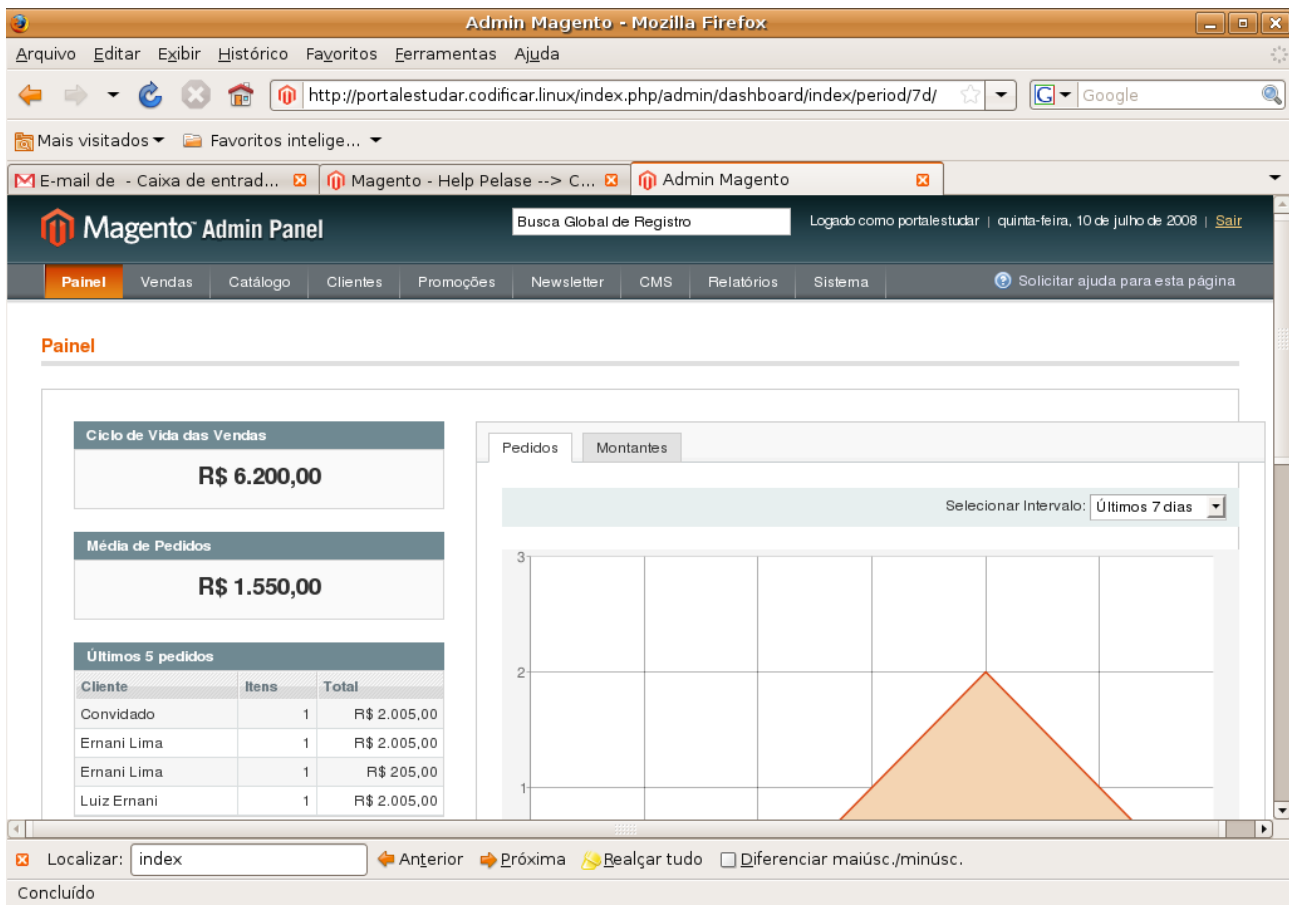 Admin Magento - Mozilla Firefox
Arquivo Editar Exibir Histórico Favoritos Ferramentas Ajuda
http://portalestudar.codificar.linux/index.php/admin/dashboard/index/period/7d/ G Google
Mais visitados Favoritos intelige...
E-mail de - Caixa de entrad... Magento - Help Pelase --> C... Admin Magento
Magento™ Admin Panel Busca Global de Registro Logado como portalestudar | quinta-feira, 10 de julho de 2008 | Sair
Painel Vendas Catálogo Clientes Promoções Newsletter CMS Relatórios Sistema Solicitar ajuda para esta página
Painel
Ciclo de Vida das Vendas
R$ 6.200,00
Média de Pedidos
R$ 1.550,00
Últimos 5 pedidos
Cliente Itens Total
Convidado 1 R$ 2.005,00
Ernani Lima 1 R$ 2.005,00
Ernani Lima 1 R$ 205,00
Luiz Ernani 1 R$ 2.005,00
Pedidos Montantes
Selecionar Intervalo: Últimos 7 dias
3
2
1
Localizar: index Anterior Próxima Realçar tudo Diferenciar maiúsc./minúsc.
Concluído